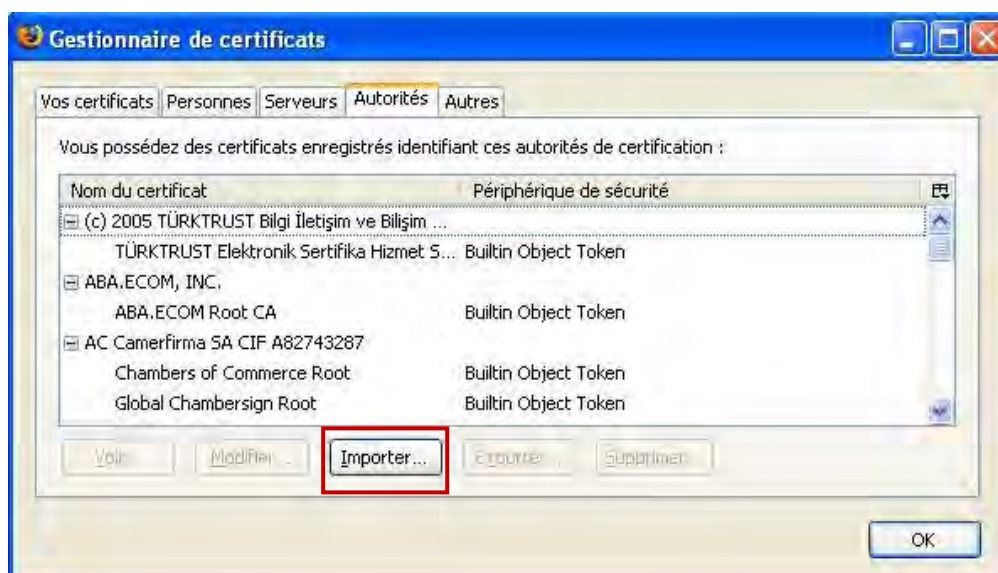 Gestionnaire de certificats
Vos certificats Personnes Serveurs Autorités Autres
Vous possédez des certificats enregistrés identifiant ces autorités de certification :
Nom du certificat Périphérique de sécurité
(c) 2005 TÜRKTRUST Bilgi İletişim ve Bilişim ...
TÜRKTRUST Elektronik Sertifika Hizmet S... Builtin Object Token
ABA.ECOM, INC.
ABA.ECOM Root CA Builtin Object Token
AC Camerfirma SA CIF A82743287
Chambers of Commerce Root Builtin Object Token
Global Chambersign Root Builtin Object Token
Voir Modifier... Importer... Exporter... Supprimer
OK